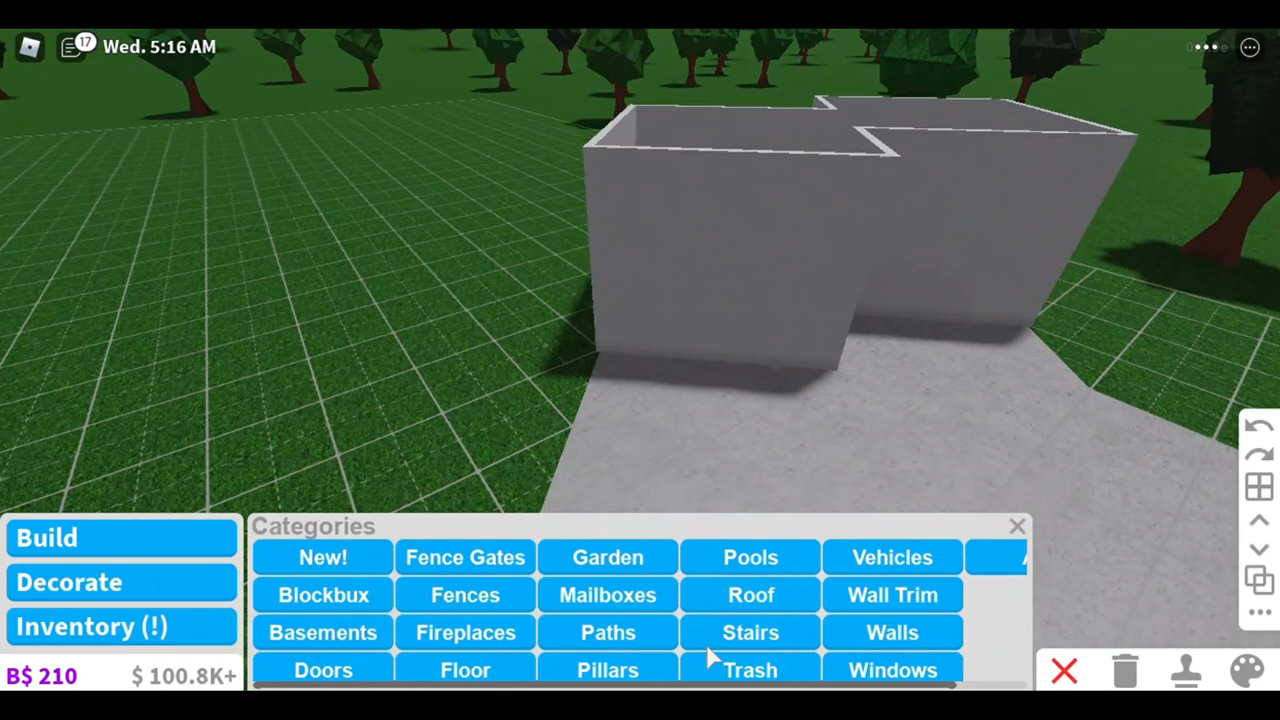 17 Wed. 5:16 AM
Build
Decorate
Inventory (!)
B$ 210 $ 100.8K+
Categories
New! Fence Gates Garden Pools Vehicles
Blockbux Fences Mailboxes Roof Wall Trim
Basements Fireplaces Paths Stairs Walls
Doors Floor Pillars Trash Windows